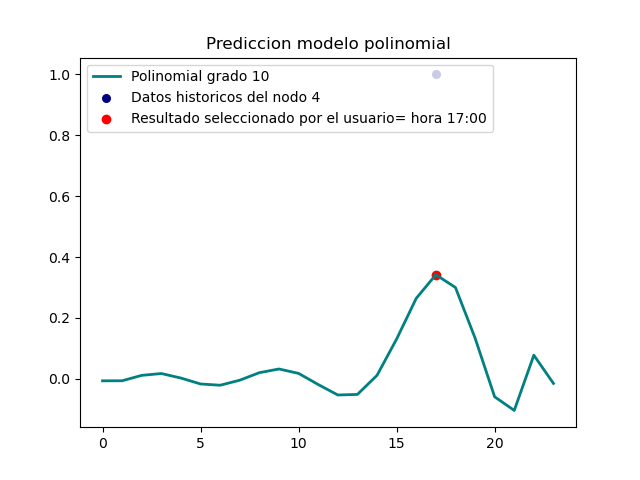 Prediccion modelo polinomial
Polinomial grado 10
Datos historicos del nodo 4
Resultado seleccionado por el usuario= hora 17:00
1.0
0.8
0.6
0.4
0.2
0.0
0
5
10
15
20